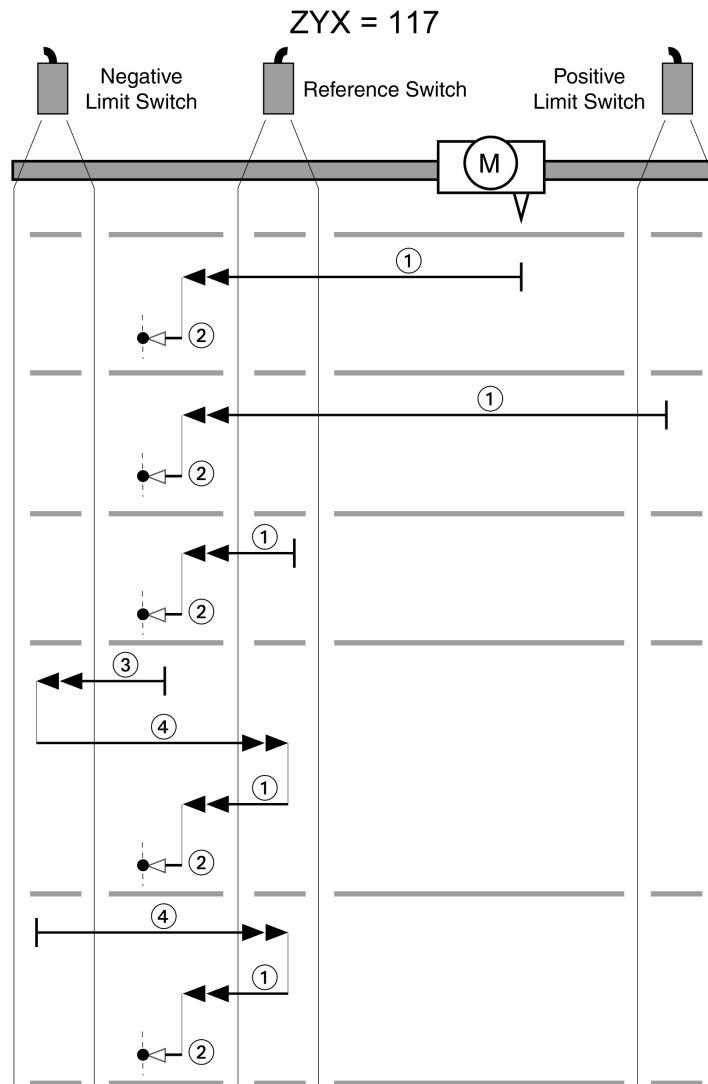 ZYX = 117
Negative
Limit Switch
Reference Switch
Positive
Limit Switch
M
1
2
1
2
1
2
3
4
1
2
4
1
2